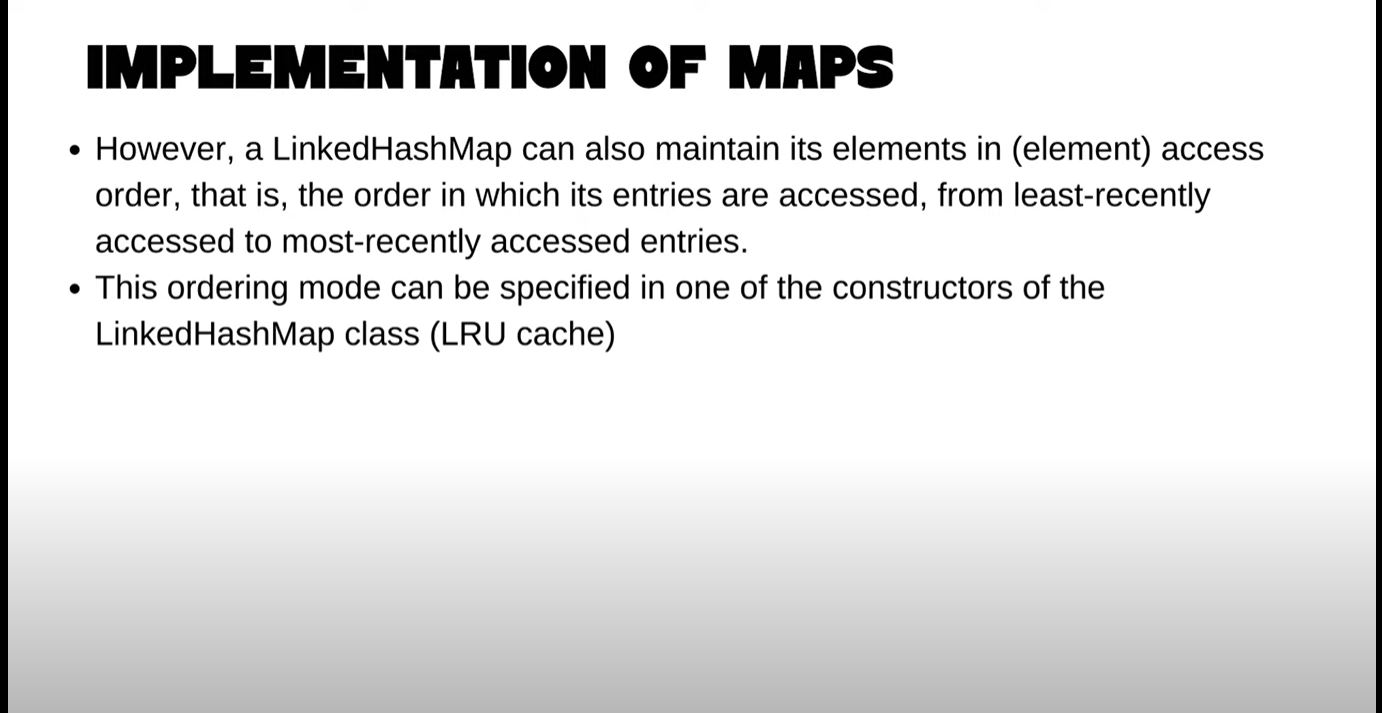 IMPLEMENTATION OF MAPS
• However, a LinkedHashMap can also maintain its elements in (element) access
order, that is, the order in which its entries are accessed, from least-recently
accessed to most-recently accessed entries.
• This ordering mode can be specified in one of the constructors of the
LinkedHashMap class (LRU cache)